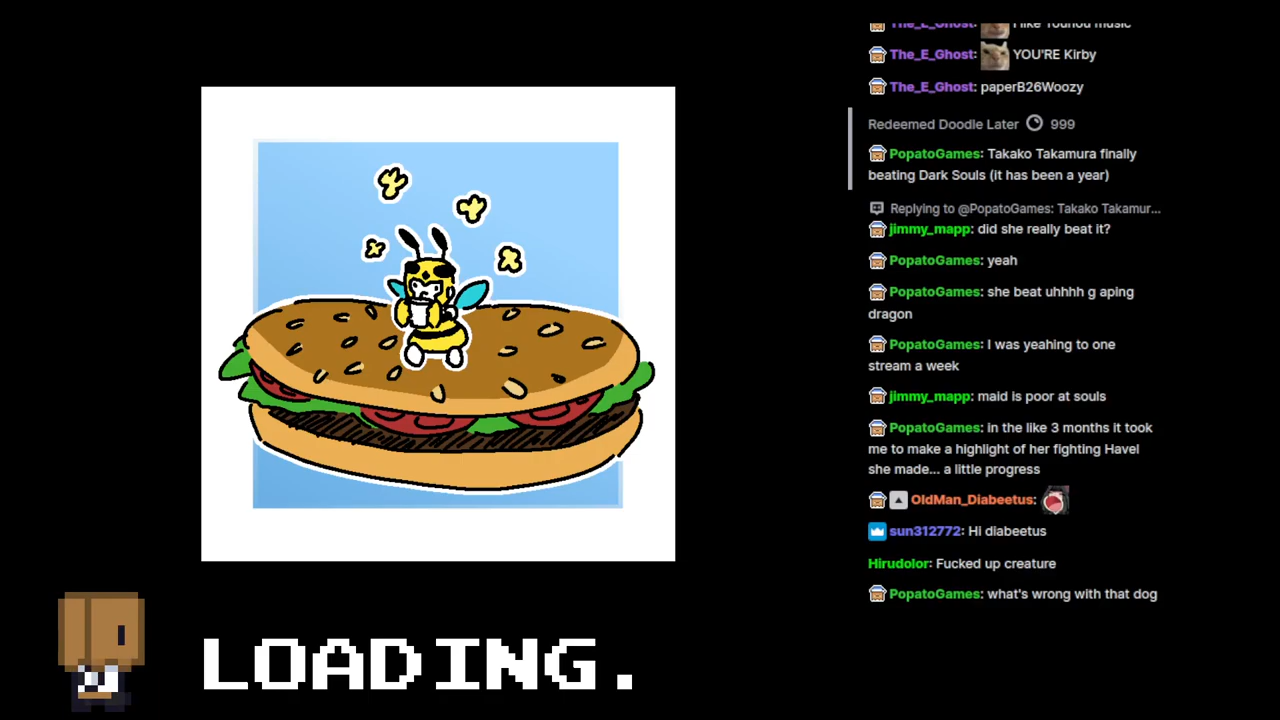 The_E_Ghost: I like Touhou music
The_E_Ghost: YOU'RE Kirby
The_E_Ghost: paperB26Woozy
Redeemed Doodle Later 999
PopatoGames: Takako Takamura finally
beating Dark Souls (it has been a year)
Replying to @PopatoGames: Takako Takamur...
jimmy_mapp: did she really beat it?
PopatoGames: yeah
PopatoGames: she beat uhhhh g aping
dragon
PopatoGames: I was yeahing to one
stream a week
jimmy_mapp: maid is poor at souls
PopatoGames: in the like 3 months it took
me to make a highlight of her fighting Havel
she made... a little progress
OldMan_Diabeetus:
sun312772: Hi diabeetus
Hirudolor: Fucked up creature
PopatoGames: what's wrong with that dog
LOADING.